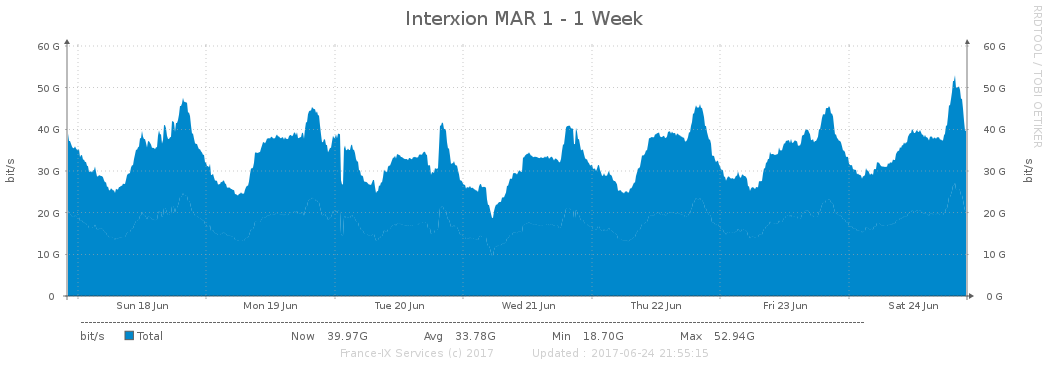 Interxion MAR 1 - 1 Week
RRDTOOL / TOBI OETIKER
60 G 60 G
50 G 50 G
40 G 40 G
30 G 30 G
20 G 20 G
10 G 10 G
0 0 G
bit/s bit/s
Sun 18 Jun Mon 19 Jun Tue 20 Jun Wed 21 Jun Thu 22 Jun Fri 23 Jun Sat 24 Jun
bit/s Total Now 39.97G Avg 33.78G Min 18.70G Max 52.94G
France-IX Services (c) 2017 Updated : 2017-06-24 21:55:15